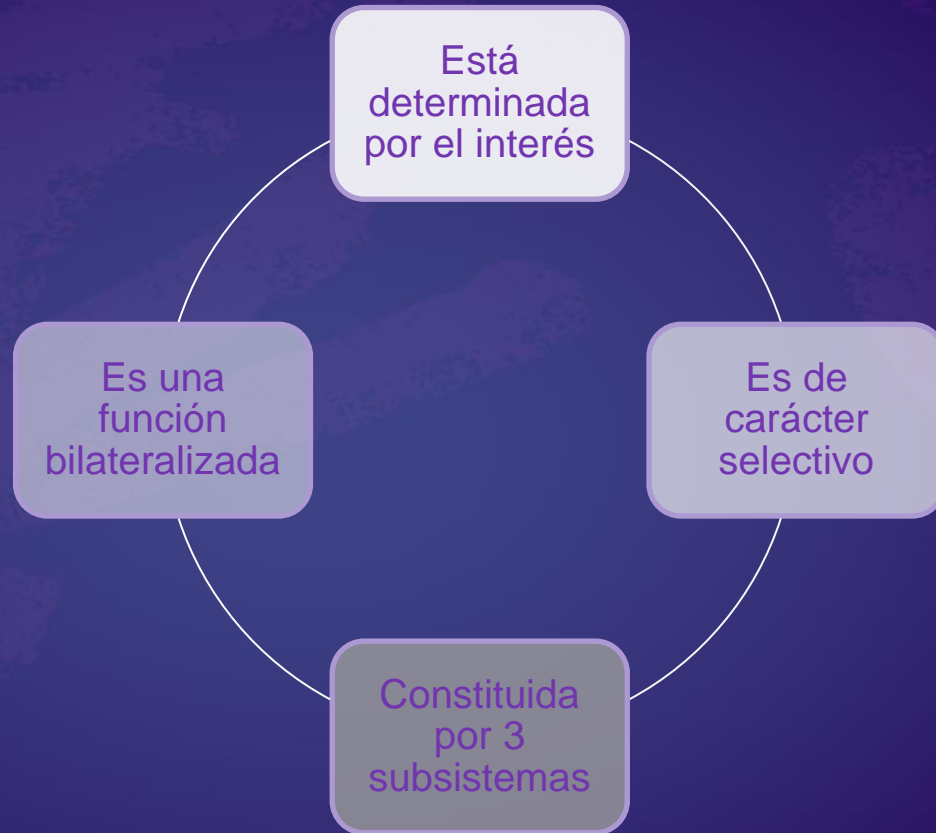 Está
determinada
por el interés
Es una
función
bilateralizada
Es de
carácter
selectivo
Constituida
por 3
subsistemas